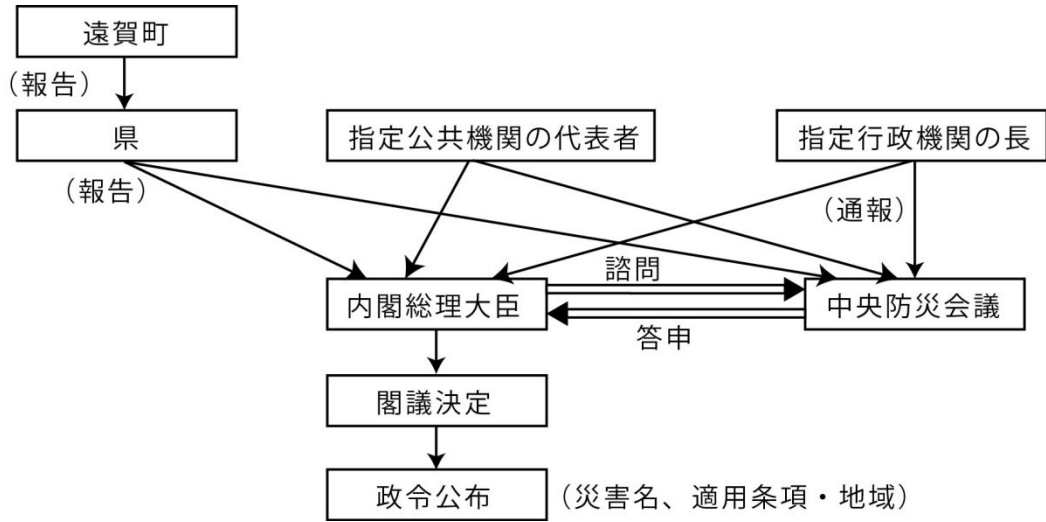 遠賀町
（報告）
県
指定公共機関の代表者
指定行政機関の長
（報告）
（通報）
諮問
内閣総理大臣
中央防災会議
答申
閣議決定
政令公布
（災害名、適用条項・地域）